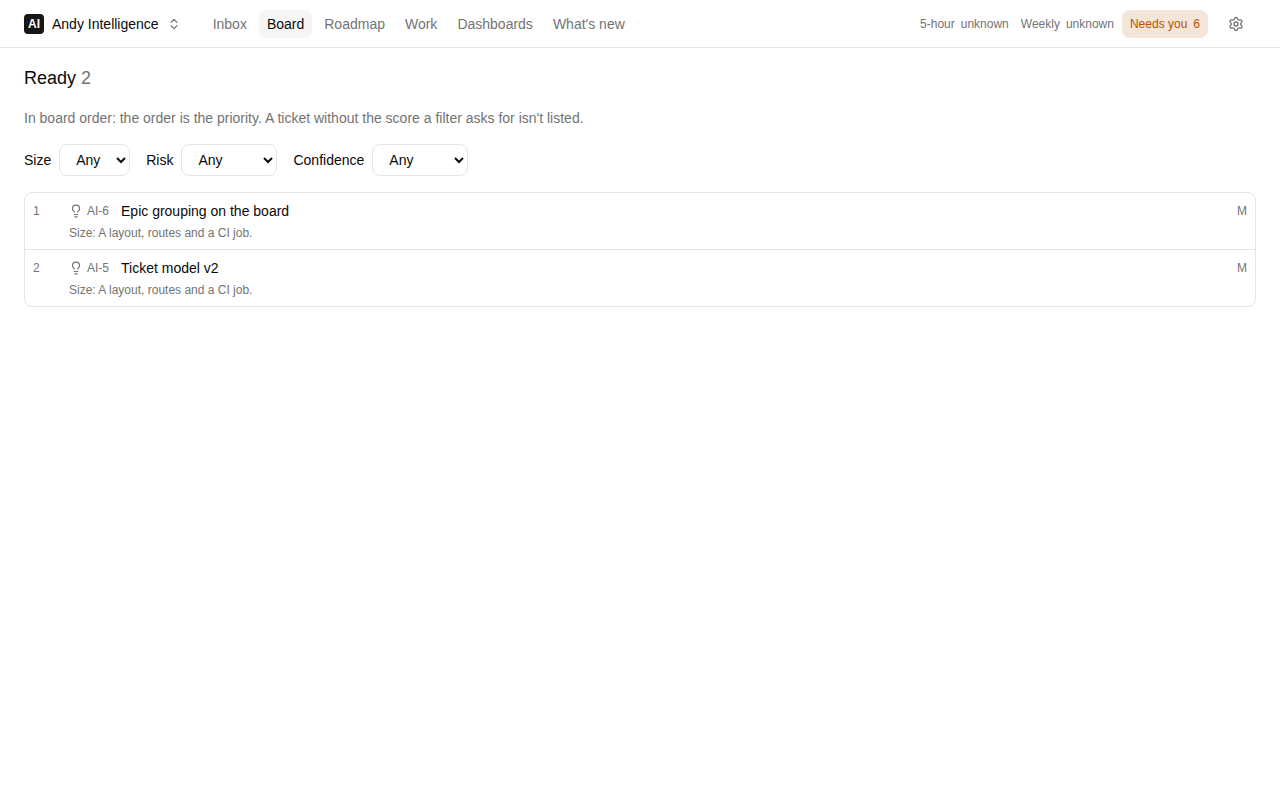 AI Andy Intelligence Inbox Board Roadmap Work Dashboards What's new 5-hour unknown Weekly unknown Needs you 6
Ready 2
In board order: the order is the priority. A ticket without the score a filter asks for isn't listed.
Size Any Risk Any Confidence Any
1 AI-6 Epic grouping on the board M
Size: A layout, routes and a CI job.
2 AI-5 Ticket model v2 M
Size: A layout, routes and a CI job.